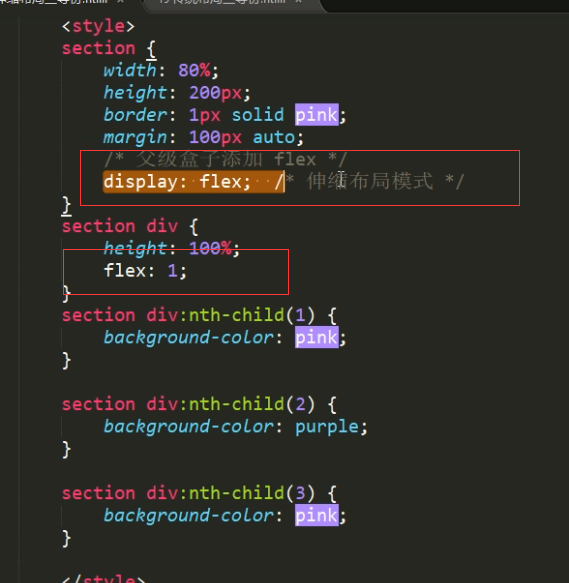 <style>
section {
width: 80%;
height: 200px;
border: 1px solid pink;
margin: 100px auto;
/* 父级盒子添加 flex */
display: flex;  /* 伸缩布局模式 */
}
section div {
height: 100%;
flex: 1;
}
section div:nth-child(1) {
background-color: pink;
}
section div:nth-child(2) {
background-color: purple;
}
section div:nth-child(3) {
background-color: pink;
}
</style>